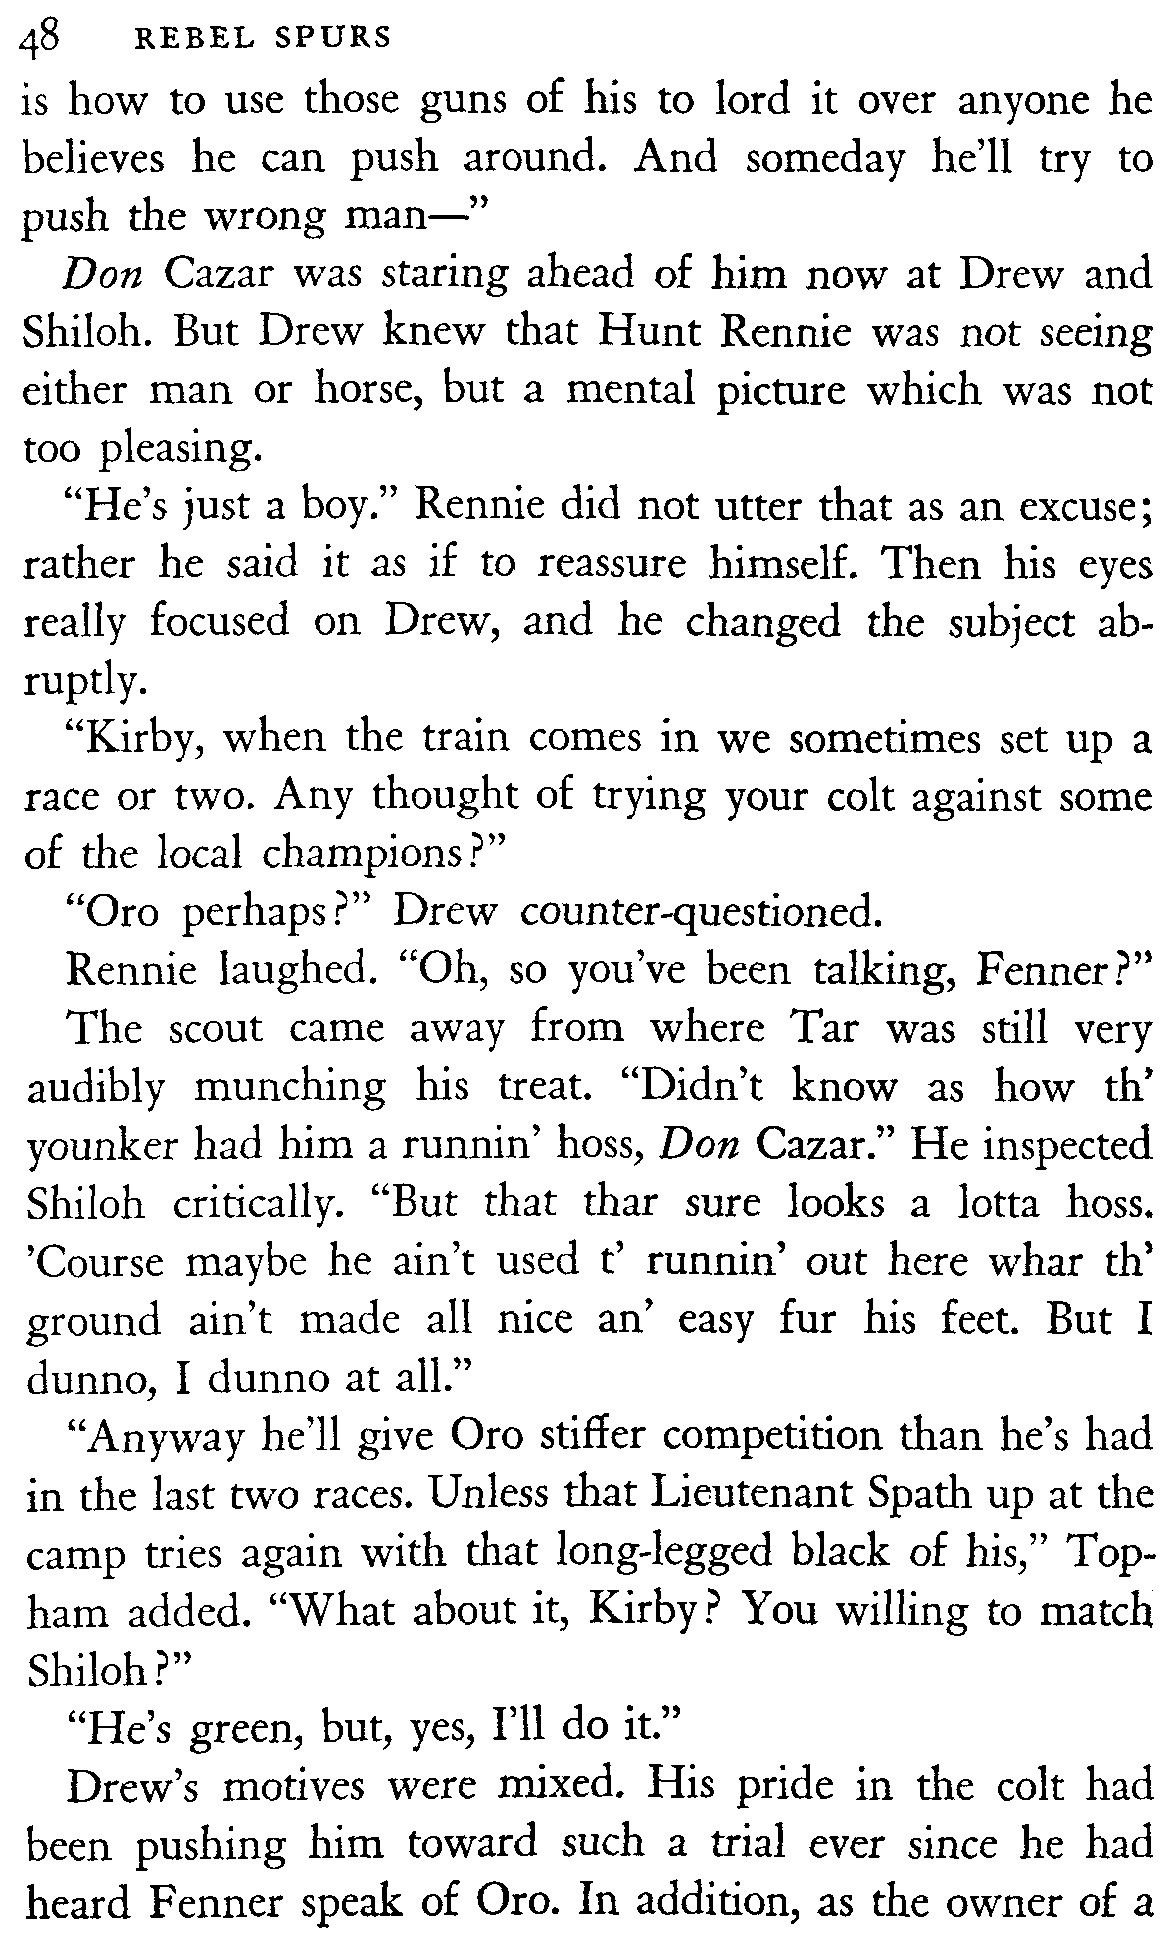 48 REBEL SPURS
is how to use those guns of his to lord it over anyone he
believes he can push around. And someday he'll try to
push the wrong man—”
Don Cazar was staring ahead of him now at Drew and
Shiloh. But Drew knew that Hunt Rennie was not seeing
either man or horse, but a mental picture which was not
too pleasing.
“He's just a boy.” Rennie did not utter that as an excuse;
rather he said it as if to reassure himself. Then his eyes
really focused on Drew, and he changed the subject ab-
ruptly.
“Kirby, when the train comes in we sometimes set up a
race or two. Any thought of trying your colt against some
of the local champions?”
“Oro perhaps?” Drew counter-questioned.
Rennie laughed. “Oh, so you've been talking, Fenner?”
The scout came away from where Tar was still very
audibly munching his treat. “Didn't know as how th'
younker had him a runnin' hoss, Don Cazar.” He inspected
Shiloh critically. “But that thar sure looks a lotta hoss.
'Course maybe he ain't used t' runnin' out here whar th'
ground ain't made all nice an' easy fur his feet. But I
dunno, I dunno at all.”
“Anyway he'll give Oro stiffer competition than he's had
in the last two races. Unless that Lieutenant Spath up at the
camp tries again with that long-legged black of his,” Top-
ham added. “What about it, Kirby? You willing to match
Shiloh?”
“He's green, but, yes, I'll do it.”
Drew's motives were mixed. His pride in the colt had
been pushing him toward such a trial ever since he had
heard Fenner speak of Oro. In addition, as the owner of a